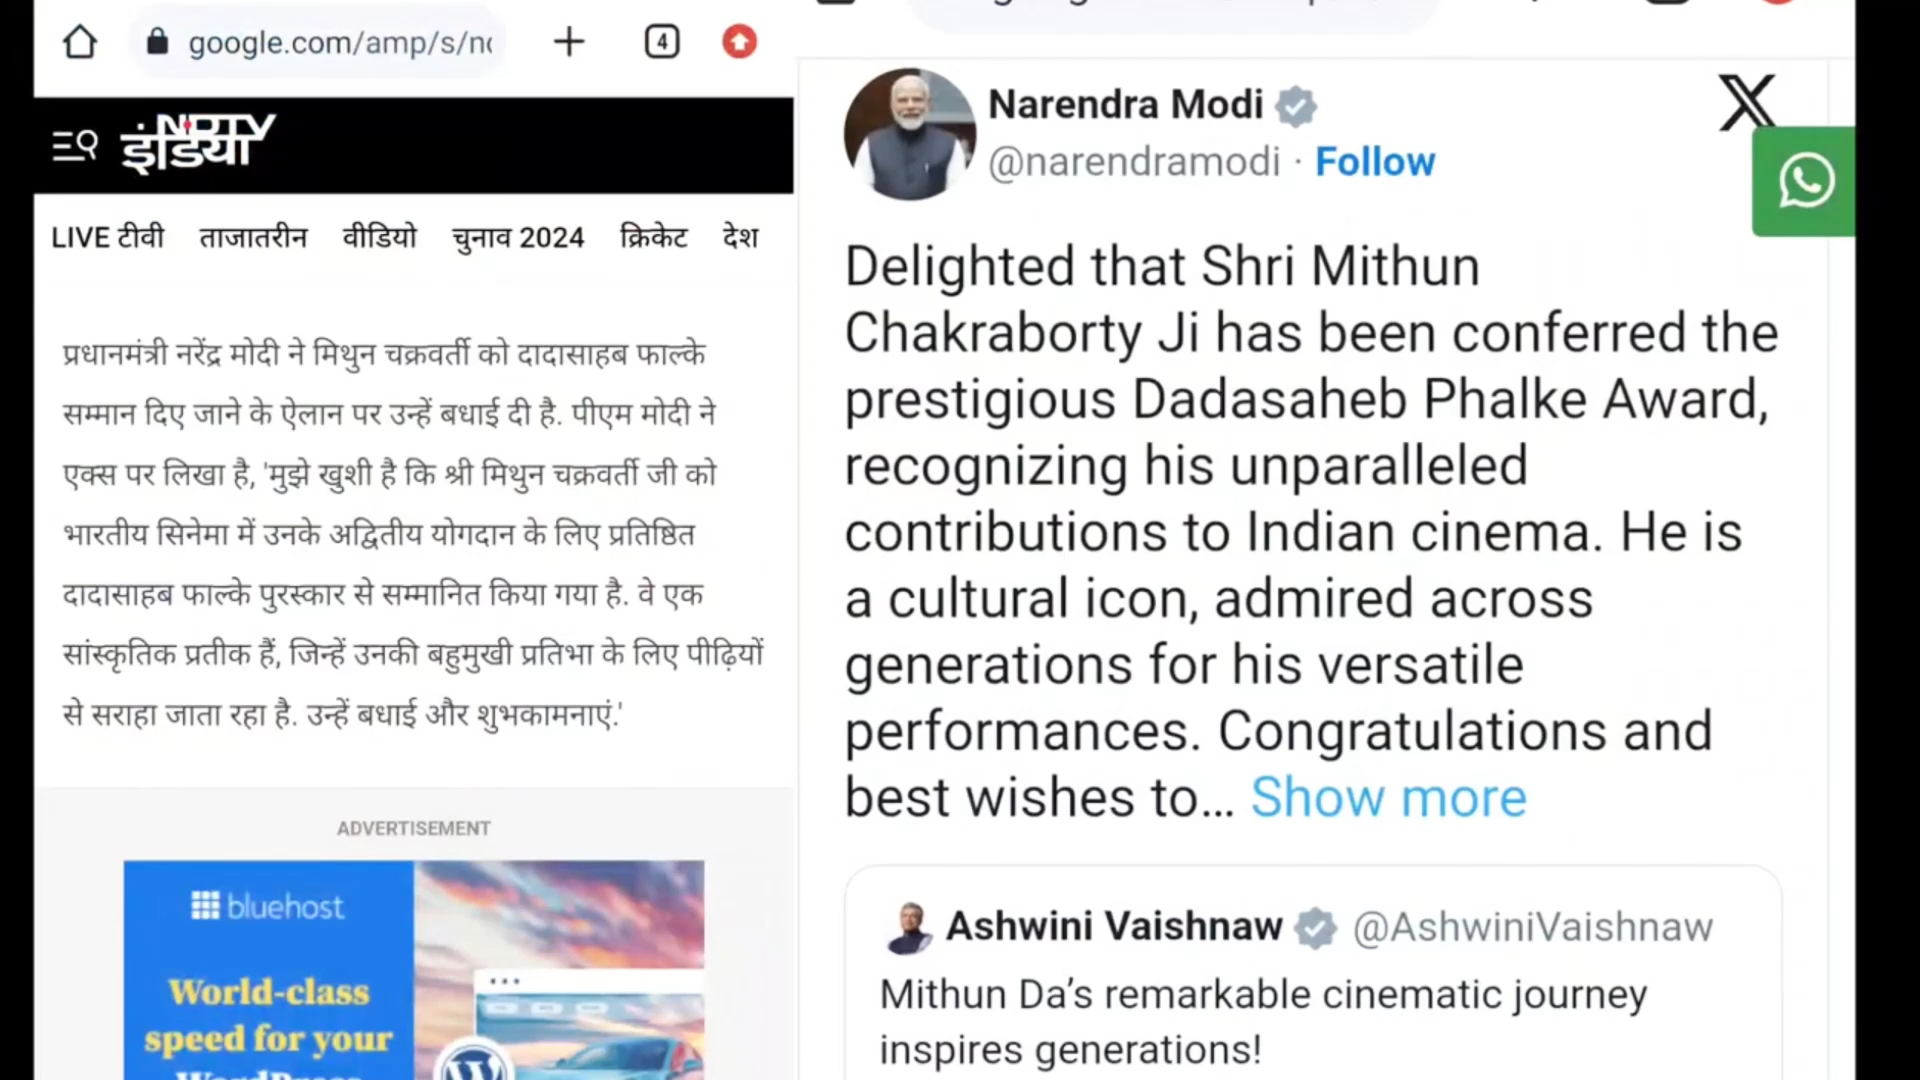 google.com/amp/s/n
4
NDTV
इंडिया
LIVE टीवी ताजातरीन वीडियो चुनाव 2024 क्रिकेट देश
प्रधानमंत्री नरेंद्र मोदी ने मिथुन चक्रवर्ती को दादासाहब फाल्के
सम्मान दिए जाने के ऐलान पर उन्हें बधाई दी है. पीएम मोदी ने
एक्स पर लिखा है, 'मुझे खुशी है कि श्री मिथुन चक्रवर्ती जी को
भारतीय सिनेमा में उनके अद्वितीय योगदान के लिए प्रतिष्ठित
दादासाहब फाल्के पुरस्कार से सम्मानित किया गया है. वे एक
सांस्कृतिक प्रतीक हैं, जिन्हें उनकी बहुमुखी प्रतिभा के लिए पीढ़ियों
से सराहा जाता रहा है. उन्हें बधाई और शुभकामनाएं.'
ADVERTISEMENT
bluehost
World-class
speed for your
WordPress
Narendra Modi
@narendramodi · Follow
Delighted that Shri Mithun
Chakraborty Ji has been conferred the
prestigious Dadasaheb Phalke Award,
recognizing his unparalleled
contributions to Indian cinema. He is
a cultural icon, admired across
generations for his versatile
performances. Congratulations and
best wishes to… Show more
Ashwini Vaishnaw @AshwiniVaishnaw
Mithun Da’s remarkable cinematic journey
inspires generations!